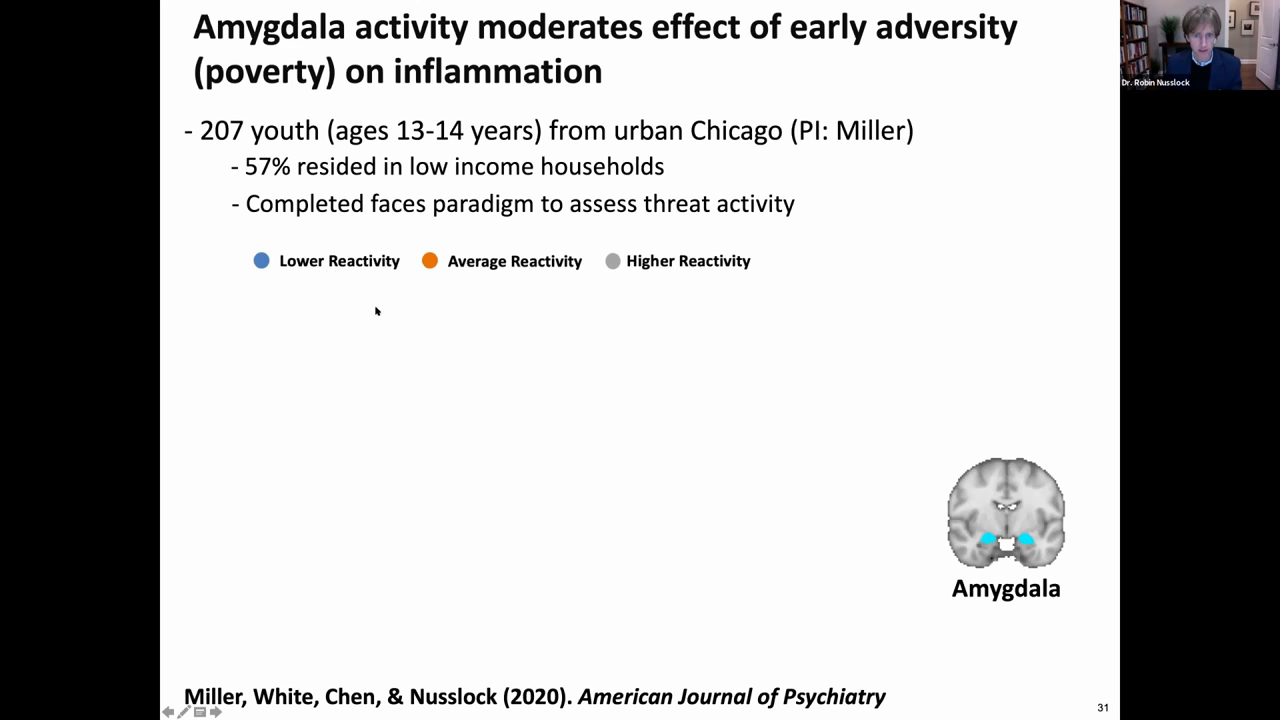 Amygdala activity moderates effect of early adversity
(poverty) on inflammation
- 207 youth (ages 13-14 years) from urban Chicago (PI: Miller)
- 57% resided in low income households
- Completed faces paradigm to assess threat activity
Lower Reactivity Average Reactivity Higher Reactivity
Amygdala
Miller, White, Chen, & Nusslock (2020). American Journal of Psychiatry
31
Dr. Robin Nusslock